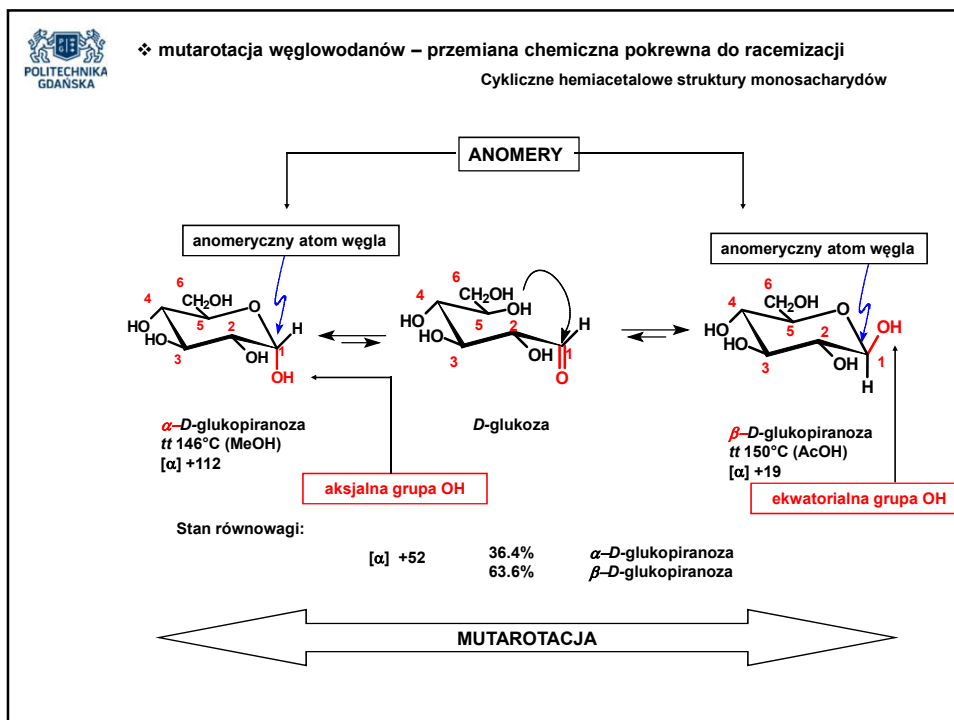 ❖ mutarotacja węglowodanów – przemiana chemiczna pokrewna do racemizacji
POLITECHNIKA
GDAŃSKA
Cykliczne hemiacetalowe struktury monosacharydów
ANOMERY
anomeryczny atom węgla
anomeryczny atom węgla
6
CH₂OH
4
O
5
2
H
HO
HO
3
OH
1
OH
6
CH₂OH
4
OH
5
2
H
HO
HO
3
OH
1
O
6
CH₂OH
4
O
OH
5
2
HO
HO
3
OH
1
H
α–D-glukopiranoza
tt 146°C (MeOH)
[α] +112
D-glukoza
β–D-glukopiranoza
tt 150°C (AcOH)
[α] +19
aksjalna grupa OH
ekwatorialna grupa OH
Stan równowagi:
[α] +52 36.4% α–D-glukopiranoza
63.6% β–D-glukopiranoza
MUTAROTACJA